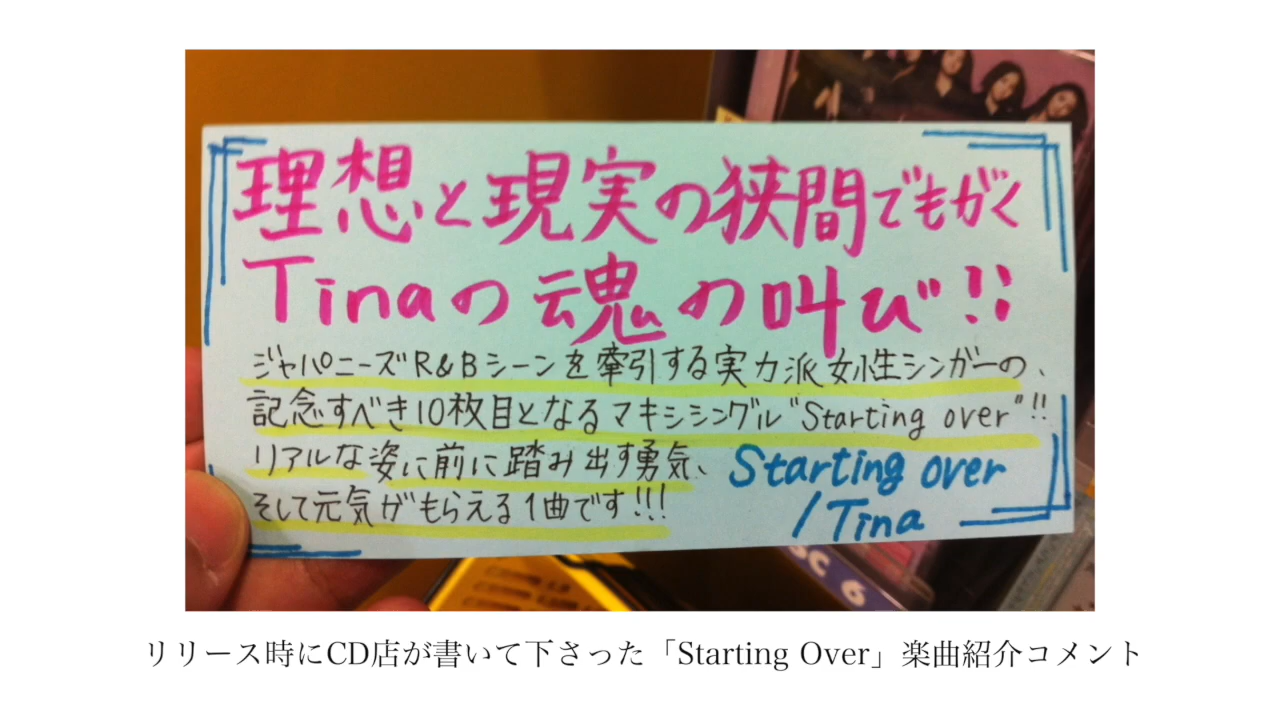 理想と現実の狭間でもがく
Tinaの魂の叫び!!
ジャパニーズR&Bシーンを牽引する実力派女性シンガーの、
記念すべき10枚目となるマキシシングル"Starting over"!!
リアルな姿に前に踏み出す勇気、
そして元気がもらえる1曲です!!!
Starting over
/Tina
SC 6
リリース時にCD店が書いて下さった「Starting Over」楽曲紹介コメント